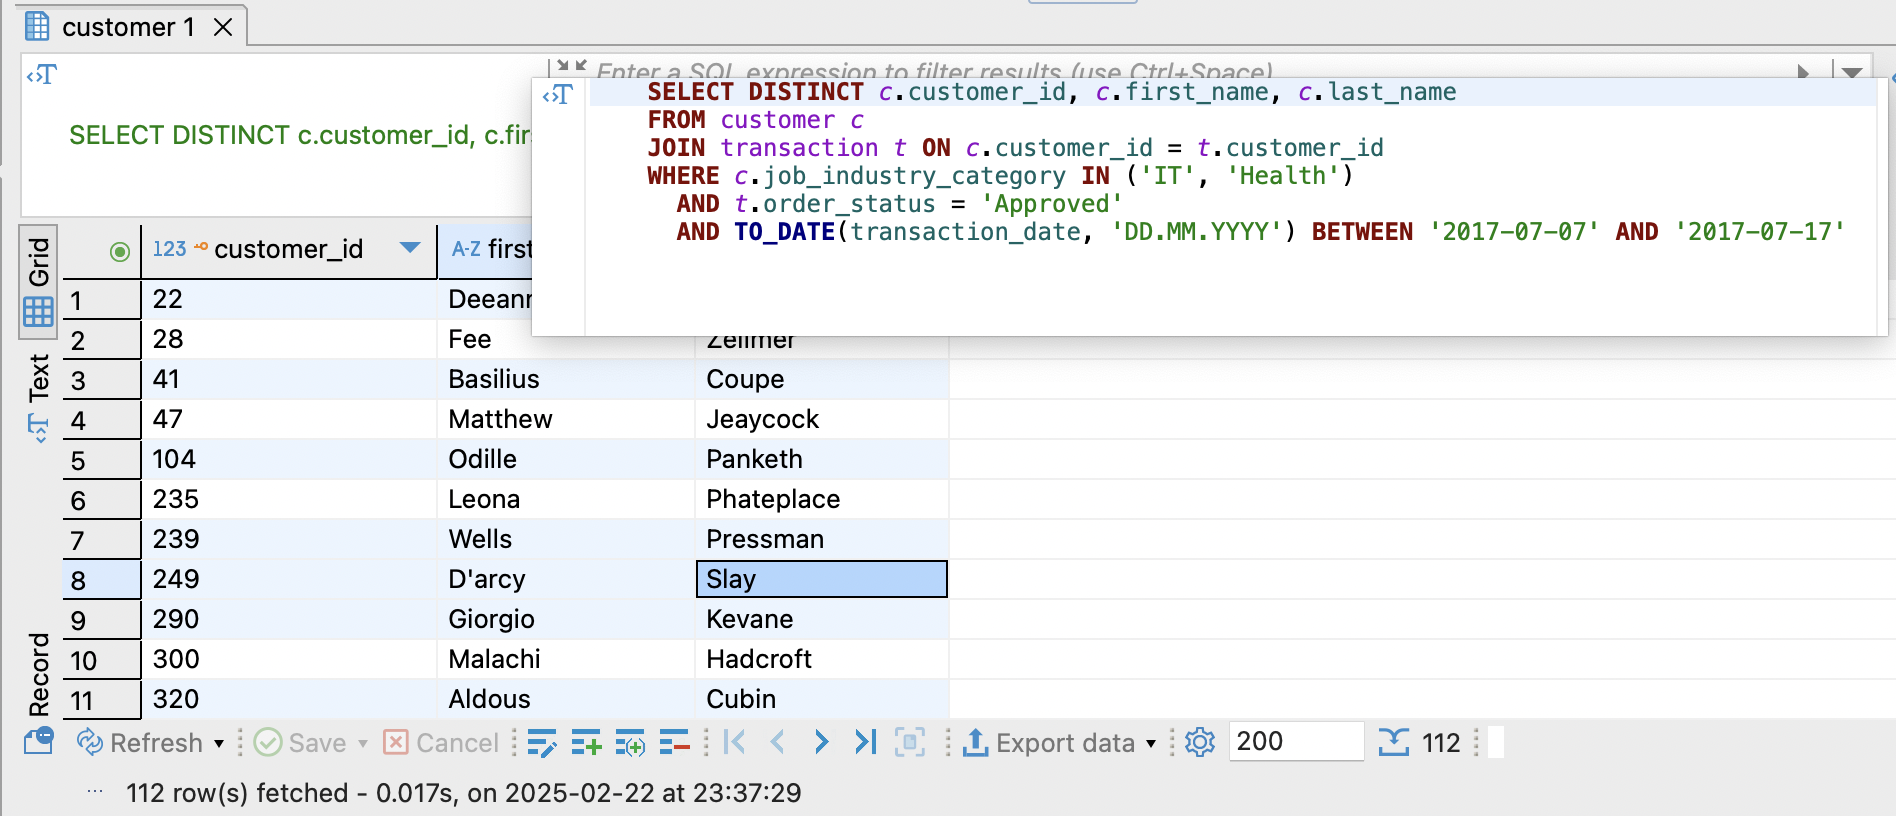 customer 1
Enter a SQL expression to filter results (use Ctrl+Space)
SELECT DISTINCT c.customer_id, c.fir
SELECT DISTINCT c.customer_id, c.first_name, c.last_name
FROM customer c
JOIN transaction t ON c.customer_id = t.customer_id
WHERE c.job_industry_category IN ('IT', 'Health')
AND t.order_status = 'Approved'
AND TO_DATE(transaction_date, 'DD.MM.YYYY') BETWEEN '2017-07-07' AND '2017-07-17'
Grid
Text
Record
123 customer_id A-Z first
1 22 Deeann
2 28 Fee Zellmer
3 41 Basilius Coupe
4 47 Matthew Jeaycock
5 104 Odille Panketh
6 235 Leona Phateplace
7 239 Wells Pressman
8 249 D'arcy Slay
9 290 Giorgio Kevane
10 300 Malachi Hadcroft
11 320 Aldous Cubin
Refresh Save Cancel Export data 200 112
112 row(s) fetched - 0.017s, on 2025-02-22 at 23:37:29